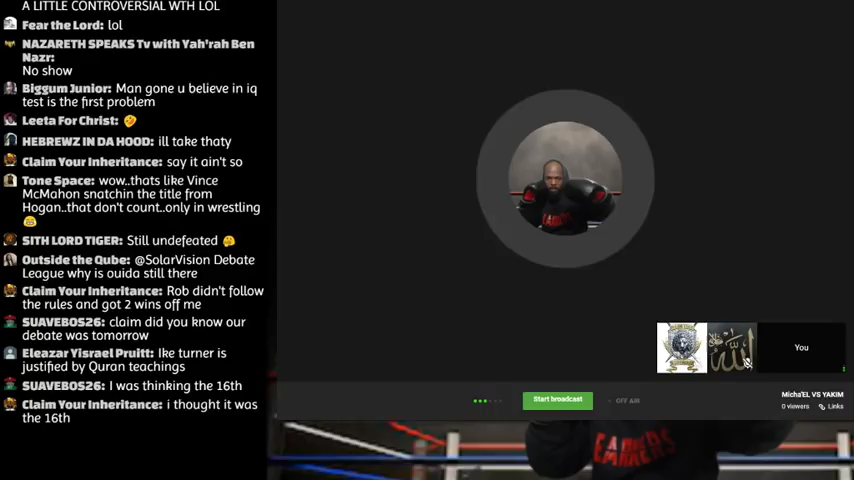 A LITTLE CONTROVERSIAL WTH LOL
Fear the Lord: lol
NAZARETH SPEAKS Tv with Yah'rah Ben
Nazr:
No show
Biggum Junior: Man gone u believe in iq
test is the first problem
Leeta For Christ: 🤣
HEBREWZ IN DA HOOD: ill take thaty
Claim Your Inheritance: say it ain't so
Tone Space: wow..thats like Vince
McMahon snatchin the title from
Hogan..that don't count..only in wrestling
😂
SITH LORD TIGER: Still undefeated 🤔
Outside the Qube: @SolarVision Debate
League why is ouida still there
Claim Your Inheritance: Rob didn't follow
the rules and got 2 wins off me
SUAVEBOS26: claim did you know our
debate was tomorrow
Eleazar Yisrael Pruitt: Ike turner is
justified by Quran teachings
SUAVEBOS26: I was thinking the 16th
Claim Your Inheritance: i thought it was
the 16th
You
Start broadcast
OFF AIR
Micha'EL VS YAKIM
0 viewers
Links